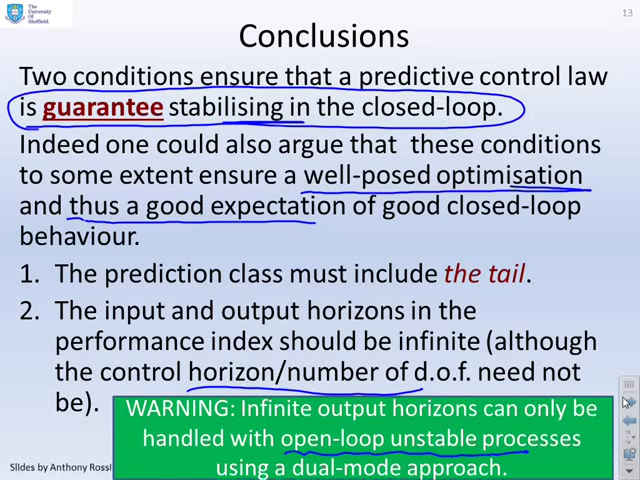 The
University
Of
Sheffield.
13
Conclusions
Two conditions ensure that a predictive control law
is guarantee stabilising in the closed-loop.
Indeed one could also argue that these conditions
to some extent ensure a well-posed optimisation
and thus a good expectation of good closed-loop
behaviour.
1. The prediction class must include the tail.
2. The input and output horizons in the
performance index should be infinite (although
the control horizon/number of d.o.f. need not
be).
WARNING: Infinite output horizons can only be
handled with open-loop unstable processes
using a dual-mode approach.
Slides by Anthony Rossi